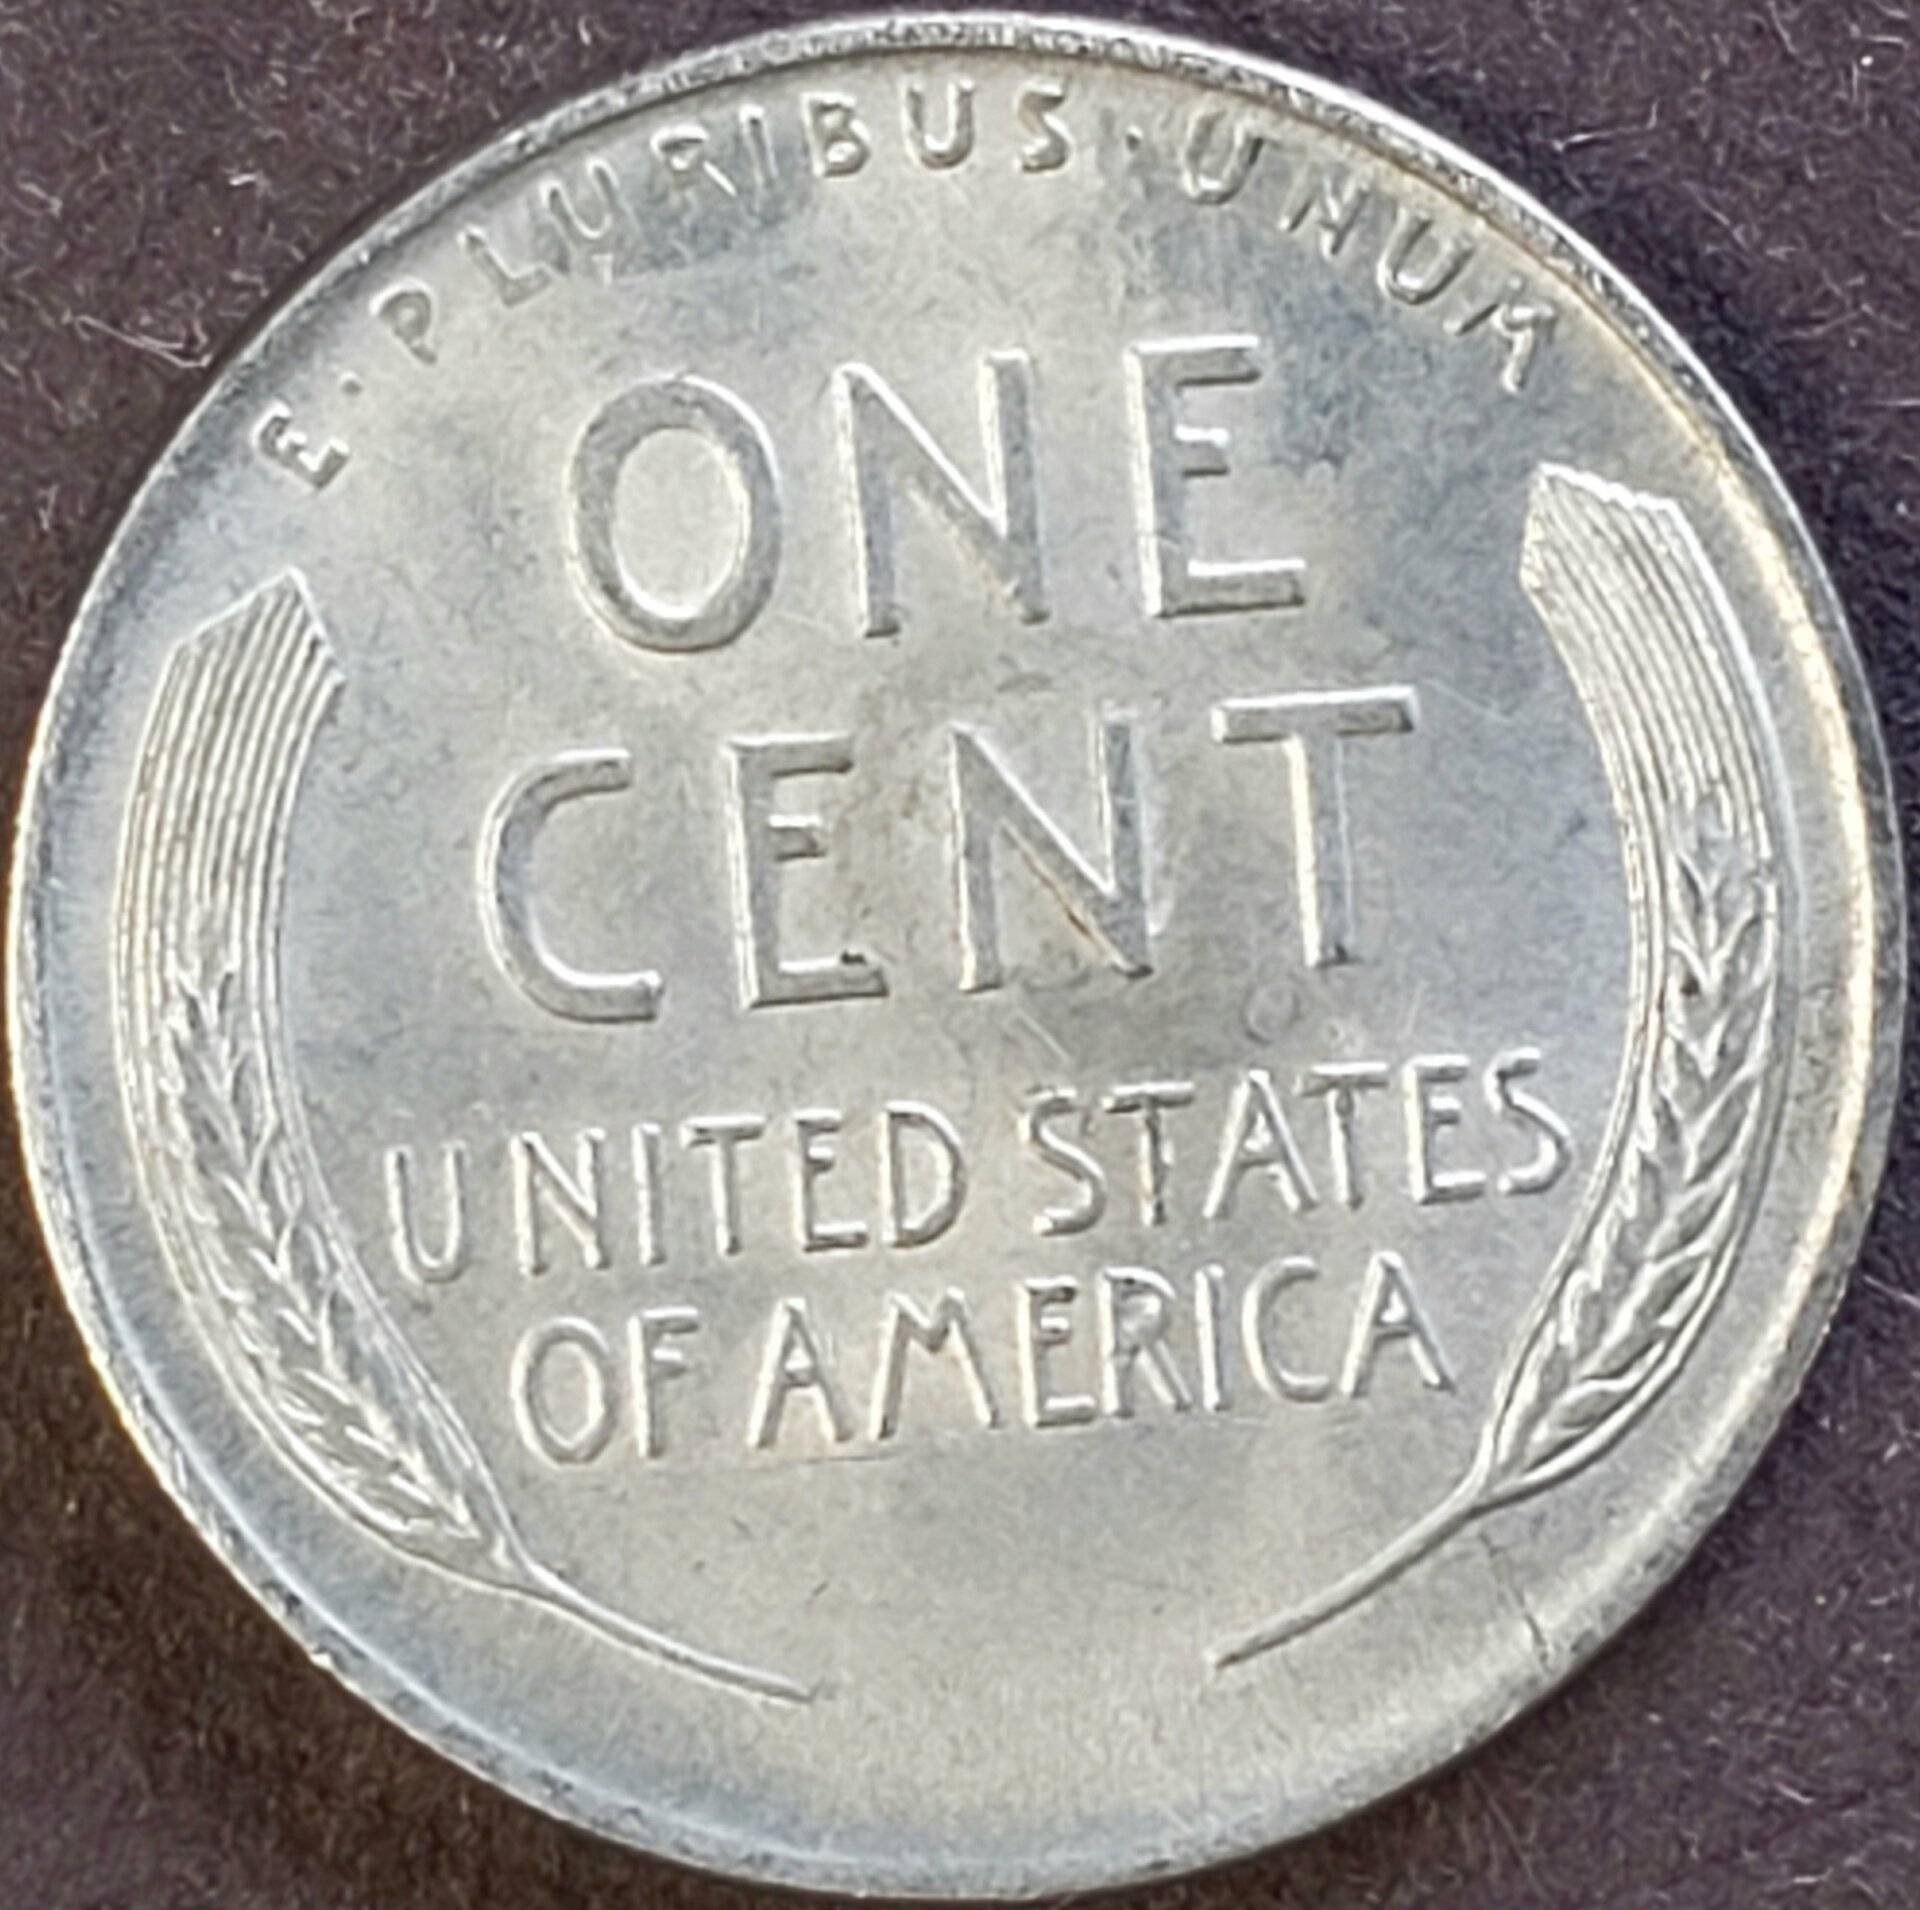 E·PLURIBUS·UNUM
ONE
CENT
UNITED STATES
OF AMERICA